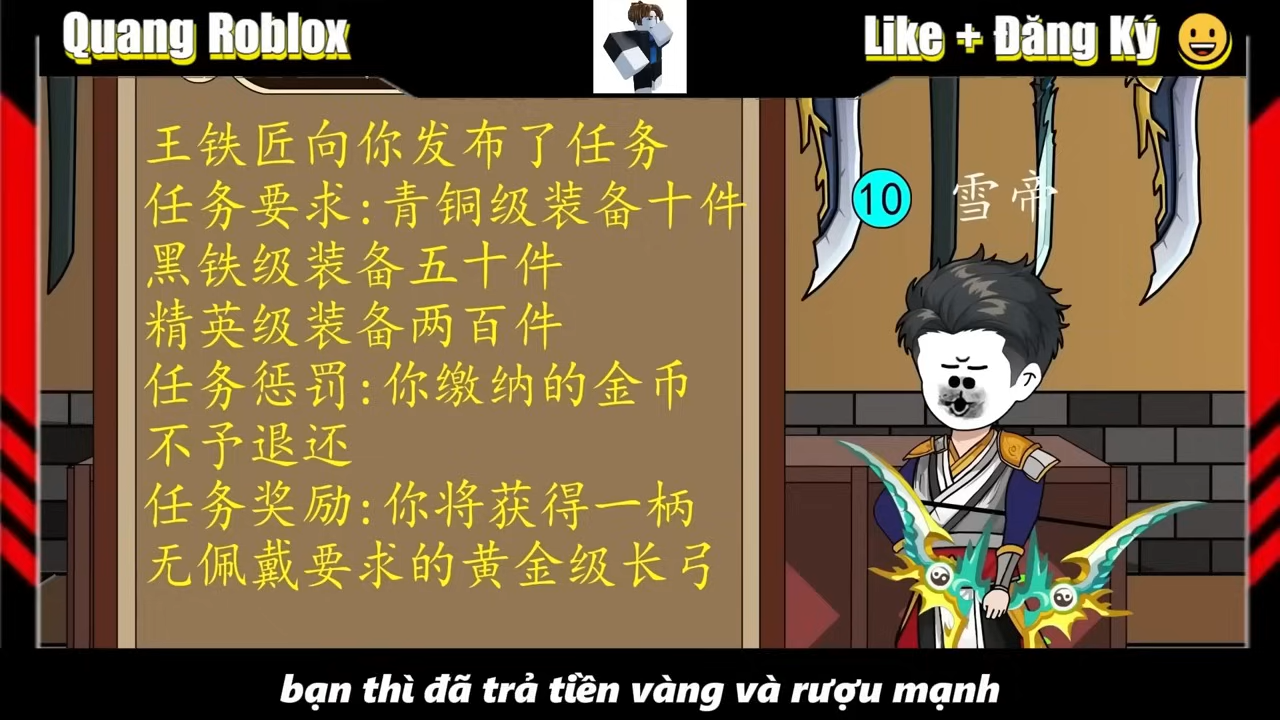 Quang Roblox
Like + Đăng Ký
王铁匠向你发布了任务
任务要求:青铜级装备十件
黑铁级装备五十件
精英级装备两百件
任务惩罚:你缴纳的金币
不予退还
任务奖励:你将获得一柄
无佩戴要求的黄金级长弓
10
雪帝
bạn thì đã trả tiền vàng và rượu mạnh